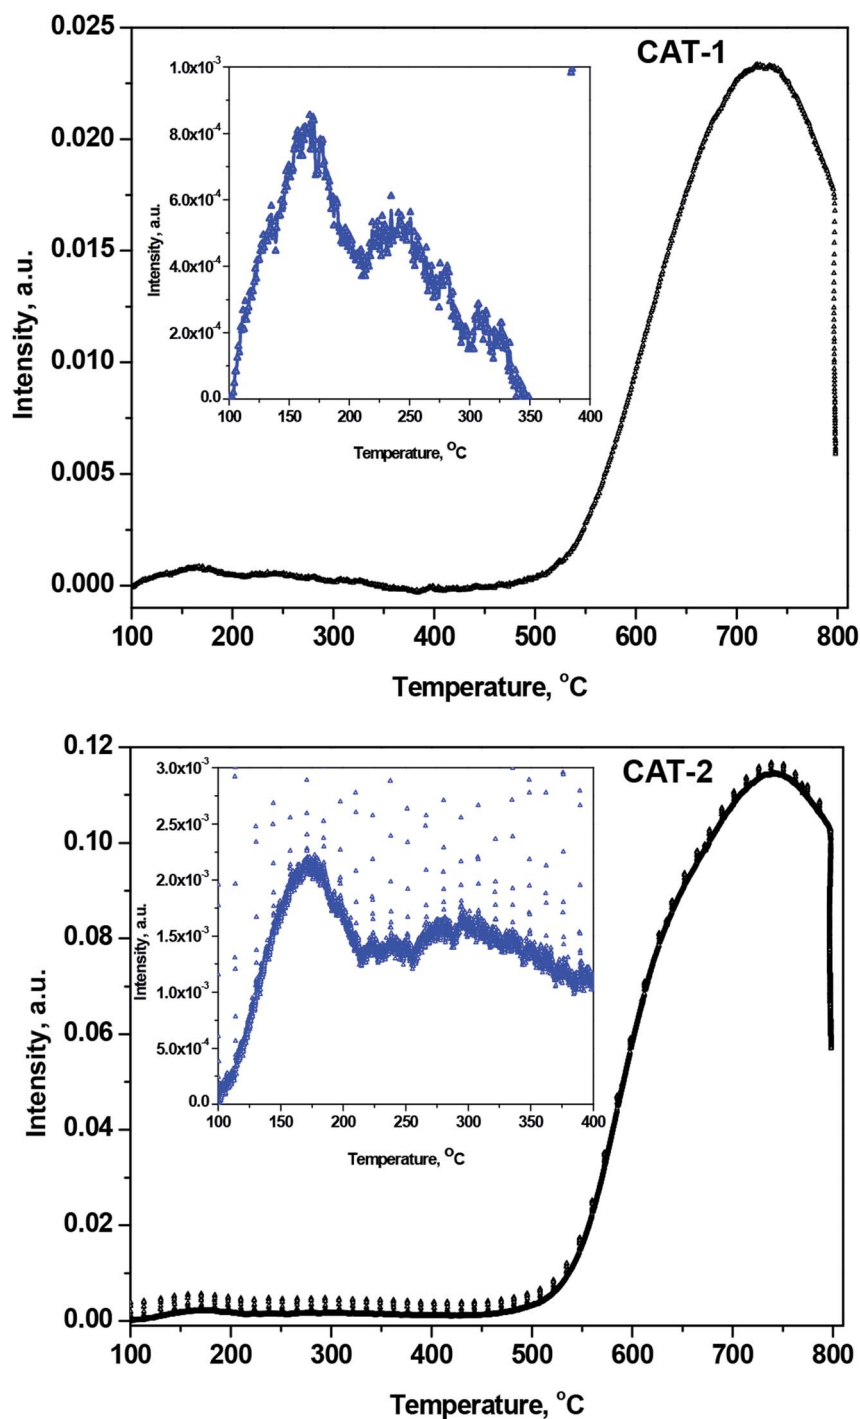 CAT-1
Intensity, a.u.
0.025
0.020
0.015
0.010
0.005
0.000
100 200 300 400 500 600 700 800
Temperature, °C
Intensity, a.u.
1.0x10⁻³
8.0x10⁻⁴
6.0x10⁻⁴
4.0x10⁻⁴
2.0x10⁻⁴
0.0
100 150 200 250 300 350 400
Temperature, °C
CAT-2
Intensity, a.u.
0.12
0.10
0.08
0.06
0.04
0.02
0.00
100 200 300 400 500 600 700 800
Temperature, °C
Intensity, a.u.
3.0x10⁻³
2.5x10⁻³
2.0x10⁻³
1.5x10⁻³
1.0x10⁻³
5.0x10⁻⁴
0.0
100 150 200 250 300 350 400
Temperature, °C